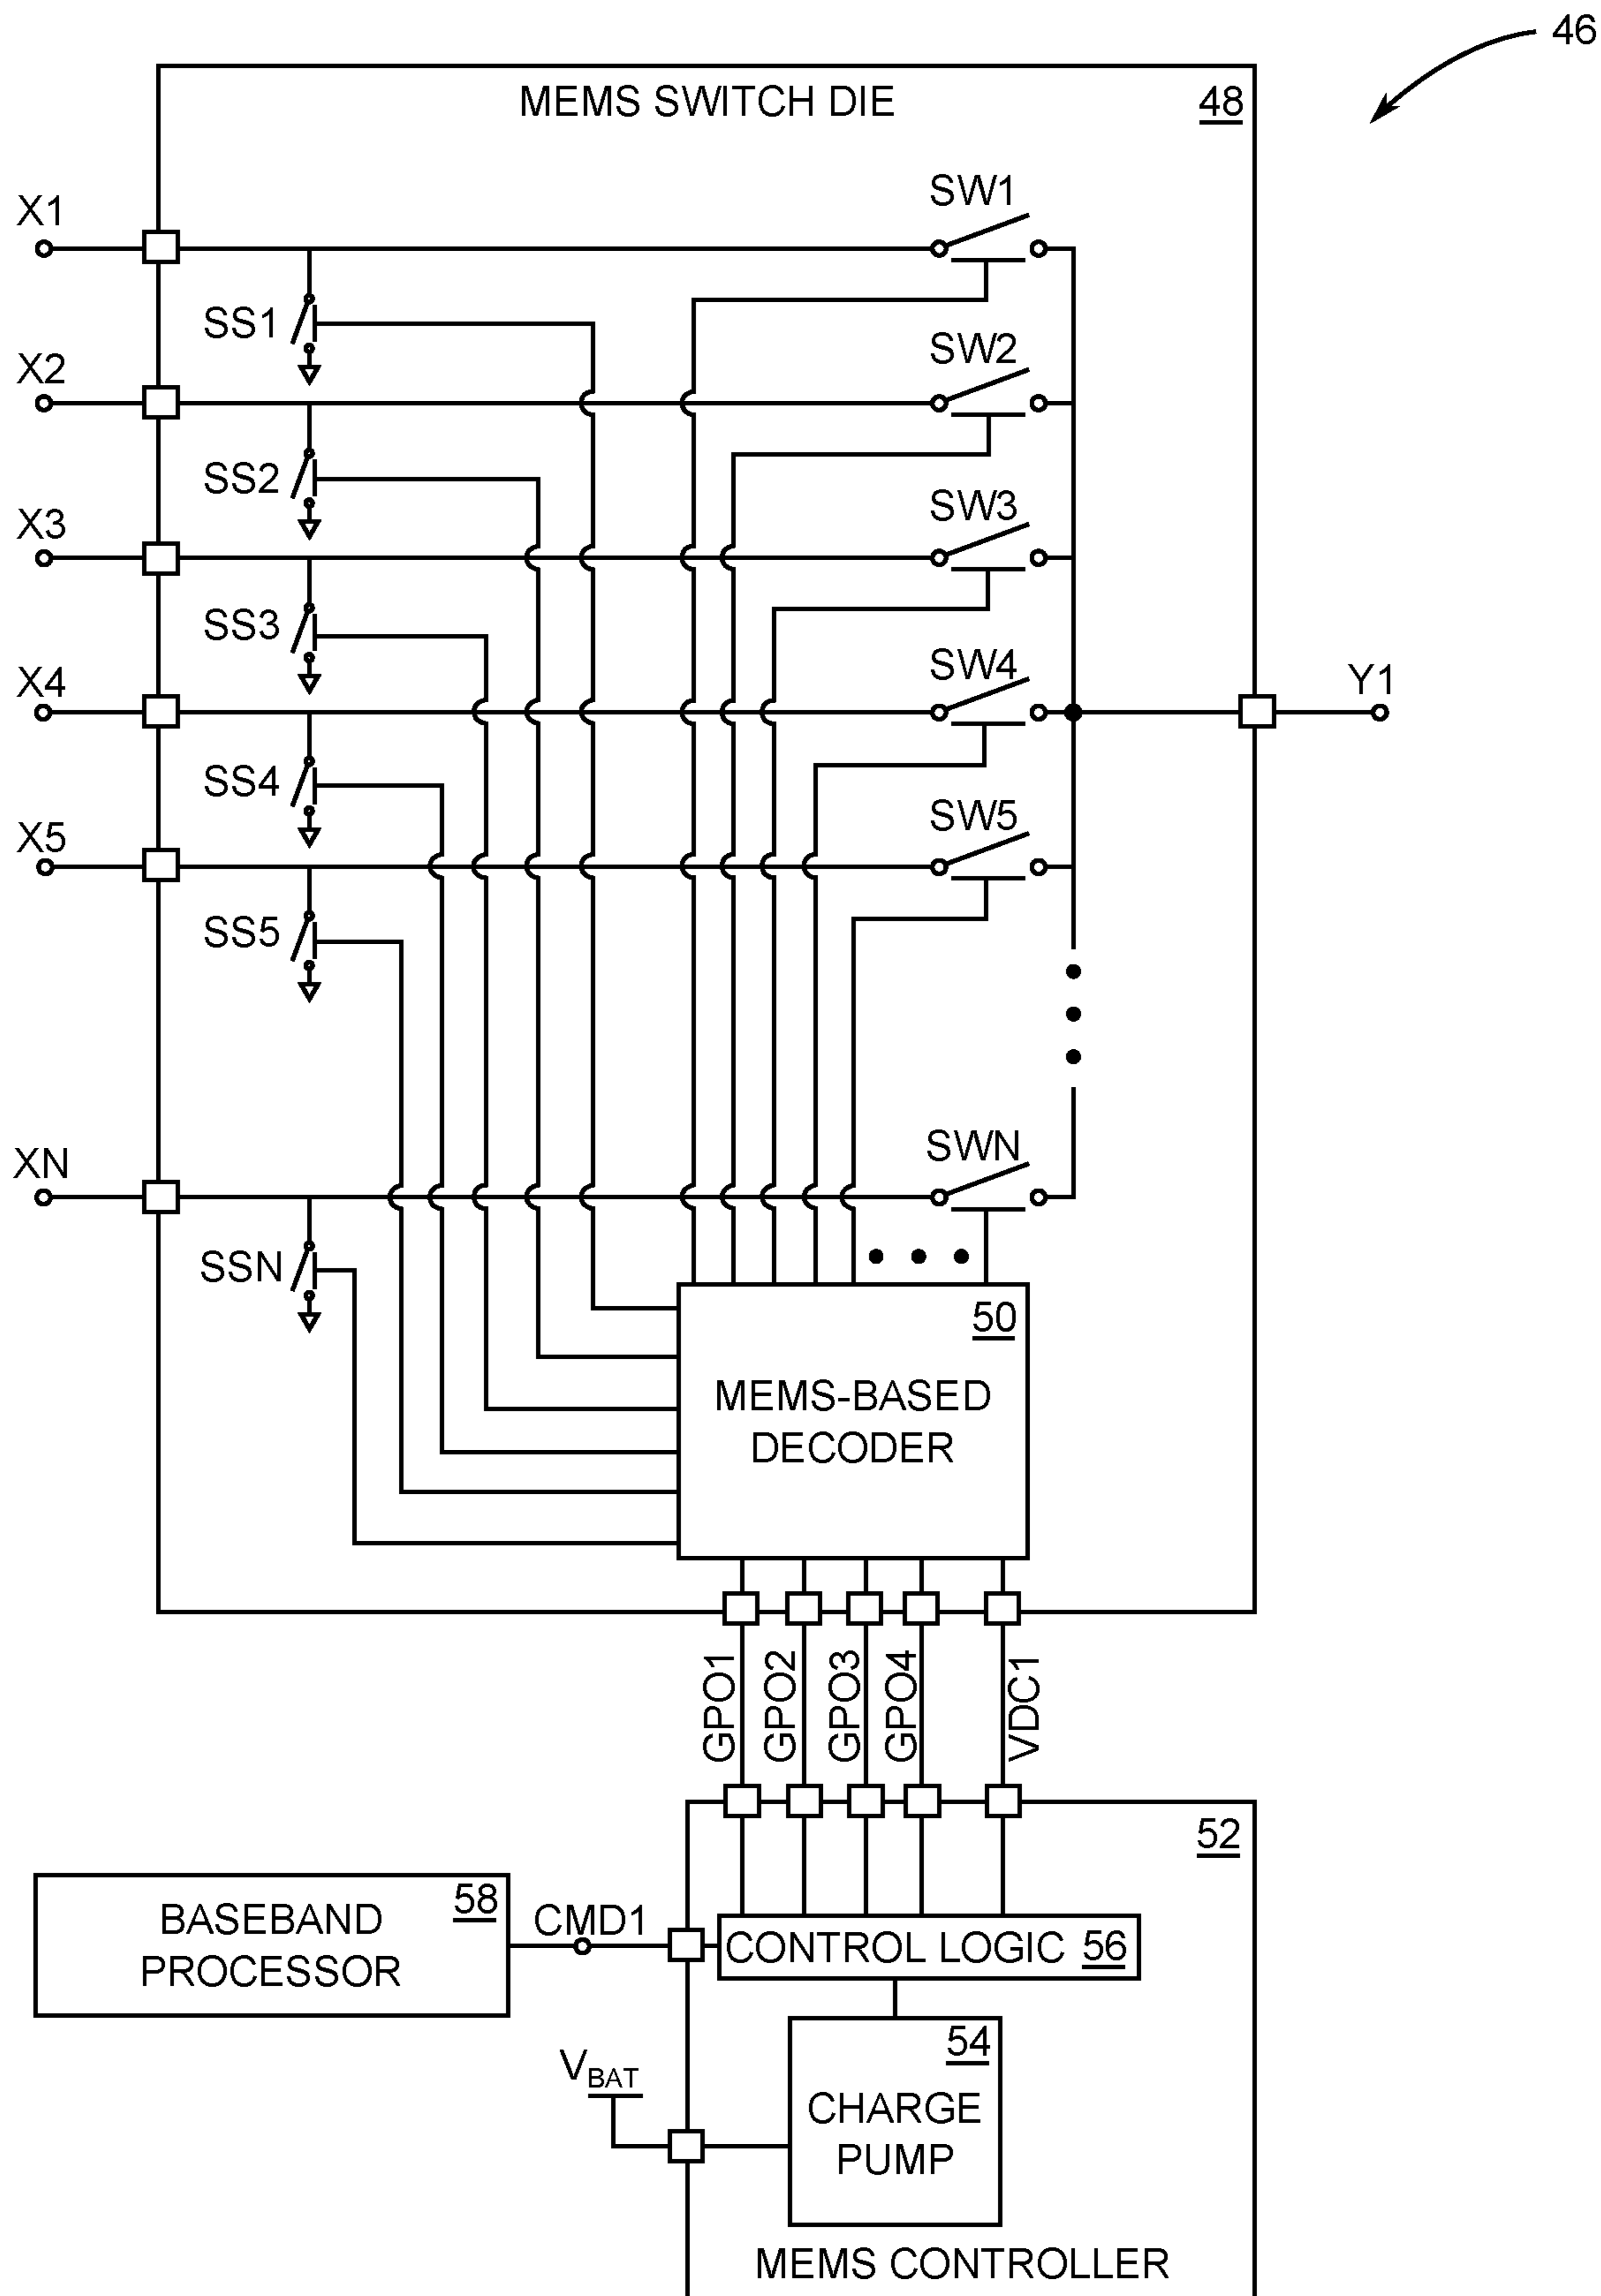 46
MEMS SWITCH DIE
48
X1
SW1
SS1
X2
SW2
SS2
X3
SW3
SS3
X4
SW4
Y1
SS4
X5
SW5
SS5
XN
SWN
SSN
50
MEMS-BASED
DECODER
GPO1
GPO2
GPO3
GPO4
VDC1
52
58
BASEBAND
PROCESSOR
CMD1
CONTROL LOGIC 56
54
VBAT
CHARGE
PUMP
MEMS CONTROLLER